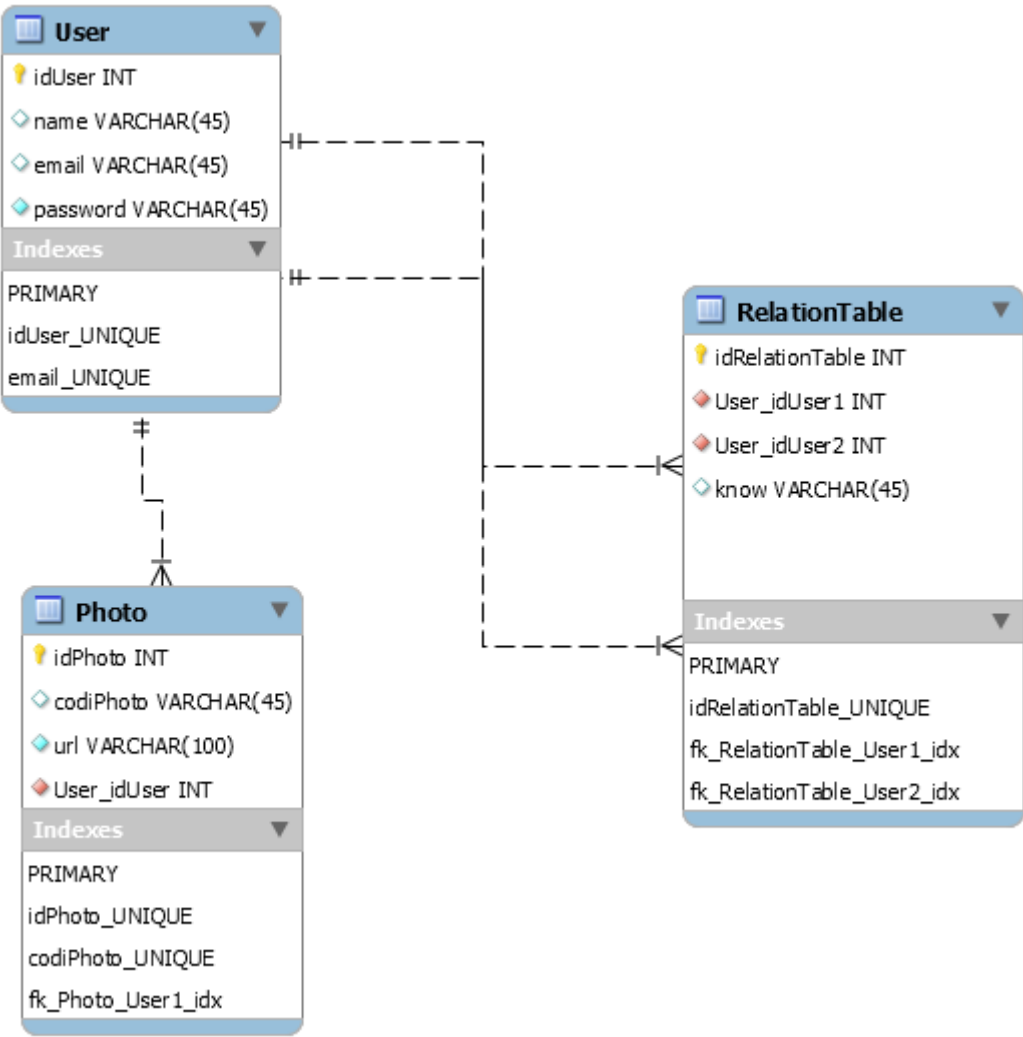 User
idUser INT
name VARCHAR(45)
email VARCHAR(45)
password VARCHAR(45)
Indexes
PRIMARY
idUser_UNIQUE
email_UNIQUE
Photo
idPhoto INT
codiPhoto VARCHAR(45)
url VARCHAR(100)
User_idUser INT
Indexes
PRIMARY
idPhoto_UNIQUE
codiPhoto_UNIQUE
fk_Photo_User1_idx
RelationTable
idRelationTable INT
User_idUser1 INT
User_idUser2 INT
know VARCHAR(45)
Indexes
PRIMARY
idRelationTable_UNIQUE
fk_RelationTable_User1_idx
fk_RelationTable_User2_idx